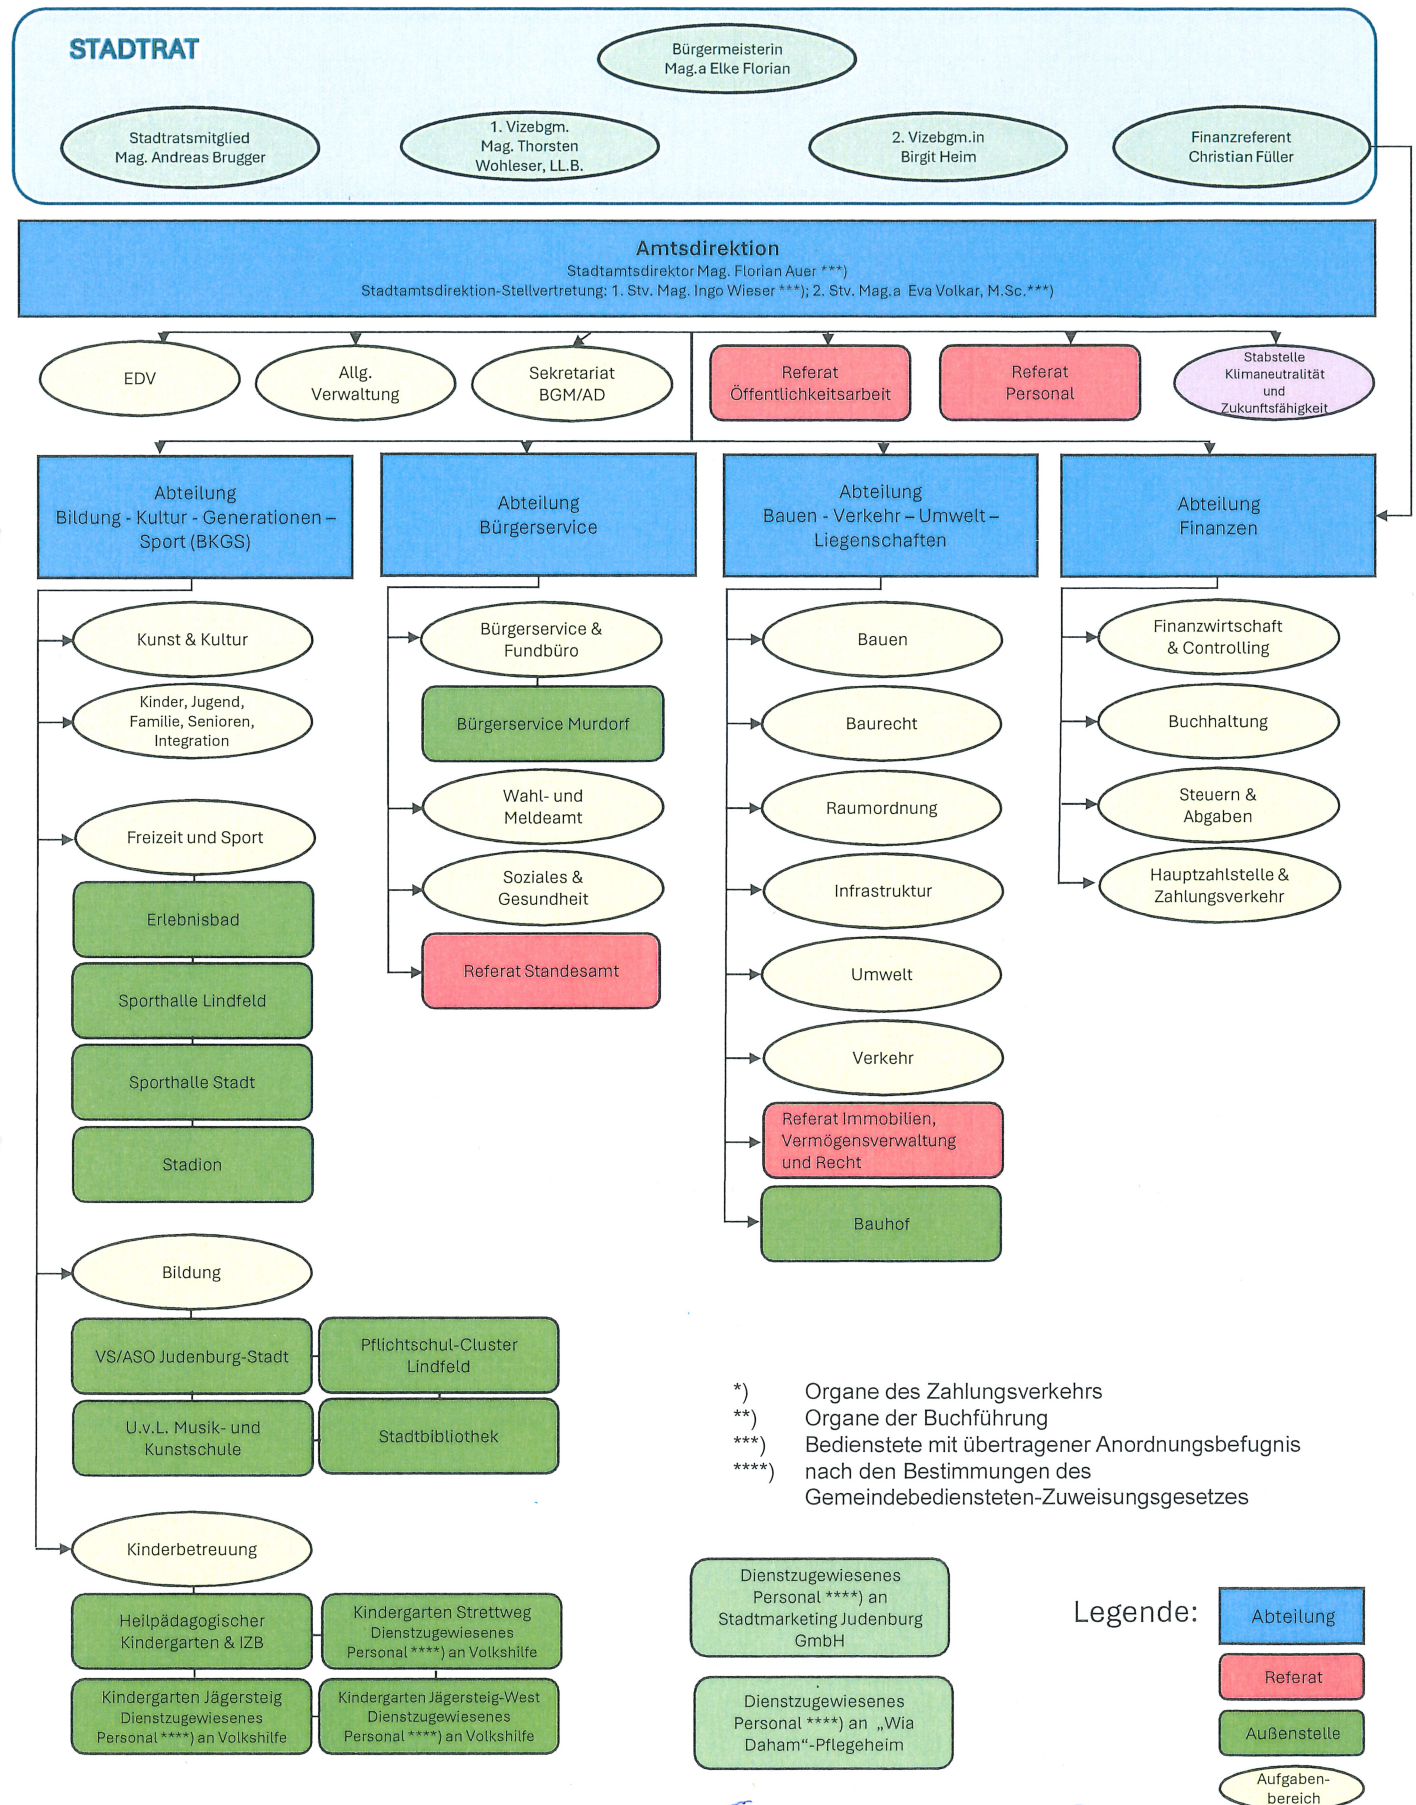 STADTRAT
Bürgermeisterin
Mag.a Elke Florian
Stadtratsmitglied
Mag. Andreas Brugger
1. Vizebgm.
Mag. Thorsten
Wohleser, LL.B.
2. Vizebgm.in
Birgit Heim
Finanzreferent
Christian Füller
Amtsdirektion
Stadtamtsdirektor Mag. Florian Auer ***)
Stadtamtsdirektion-Stellvertretung: 1. Stv. Mag. Ingo Wieser ***); 2. Stv. Mag.a Eva Volkar, M.Sc.***)
EDV
Allg.
Verwaltung
Sekretariat
BGM/AD
Referat
Öffentlichkeitsarbeit
Referat
Personal
Stabstelle
Klimaneutralität
und
Zukunftsfähigkeit
Abteilung
Bildung - Kultur - Generationen –
Sport (BKGS)
Abteilung
Bürgerservice
Abteilung
Bauen - Verkehr – Umwelt –
Liegenschaften
Abteilung
Finanzen
Kunst & Kultur
Kinder, Jugend,
Familie, Senioren,
Integration
Freizeit und Sport
Erlebnisbad
Sporthalle Lindfeld
Sporthalle Stadt
Stadion
Bildung
VS/ASO Judenburg-Stadt
Pflichtschul-Cluster
Lindfeld
U.v.L. Musik- und
Kunstschule
Stadtbibliothek
Kinderbetreuung
Heilpädagogischer
Kindergarten & IZB
Kindergarten Strettweg
Dienstzugewiesenes
Personal ****) an Volkshilfe
Kindergarten Jägersteig
Dienstzugewiesenes
Personal ****) an Volkshilfe
Kindergarten Jägersteig-West
Dienstzugewiesenes
Personal ****) an Volkshilfe
Bürgerservice &
Fundbüro
Bürgerservice Murdorf
Wahl- und
Meldeamt
Soziales &
Gesundheit
Referat Standesamt
Bauen
Baurecht
Raumordnung
Infrastruktur
Umwelt
Verkehr
Referat Immobilien,
Vermögensverwaltung
und Recht
Bauhof
Finanzwirtschaft
& Controlling
Buchhaltung
Steuern &
Abgaben
Hauptzahlstelle &
Zahlungsverkehr
*) Organe des Zahlungsverkehrs
**) Organe der Buchführung
***) Bedienstete mit übertragener Anordnungsbefugnis
****) nach den Bestimmungen des
Gemeindebediensteten-Zuweisungsgesetzes
Dienstzugewiesenes
Personal ****) an
Stadtmarketing Judenburg
GmbH
Dienstzugewiesenes
Personal ****) an „Wia
Daham“-Pflegeheim
Legende:
Abteilung
Referat
Außenstelle
Aufgaben-
bereich